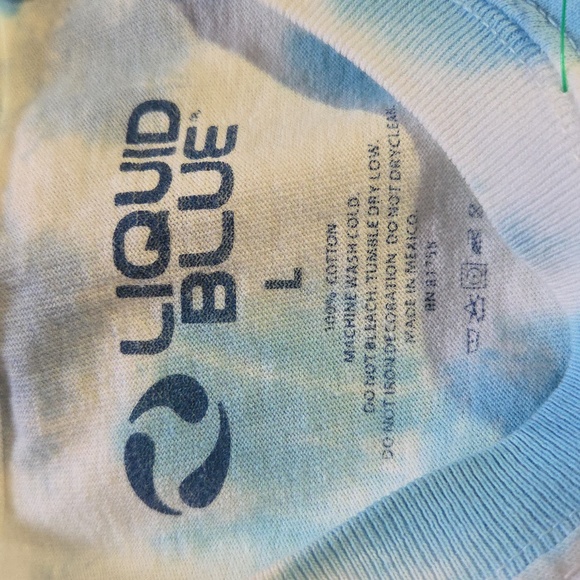 LIQUID
BLUE
L
100% COTTON
MACHINE WASH COLD.
DO NOT BLEACH. TUMBLE DRY LOW.
DO NOT IRON DECORATION. DO NOT DRYCLEAN.
MADE IN MEXICO.
RN